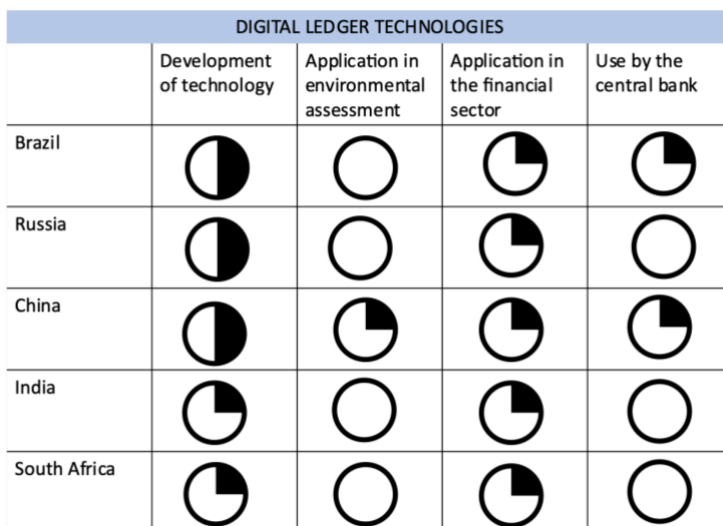 DIGITAL LEDGER TECHNOLOGIES
Development of technology
Application in environmental assessment
Application in the financial sector
Use by the central bank
Brazil
Russia
China
India
South Africa